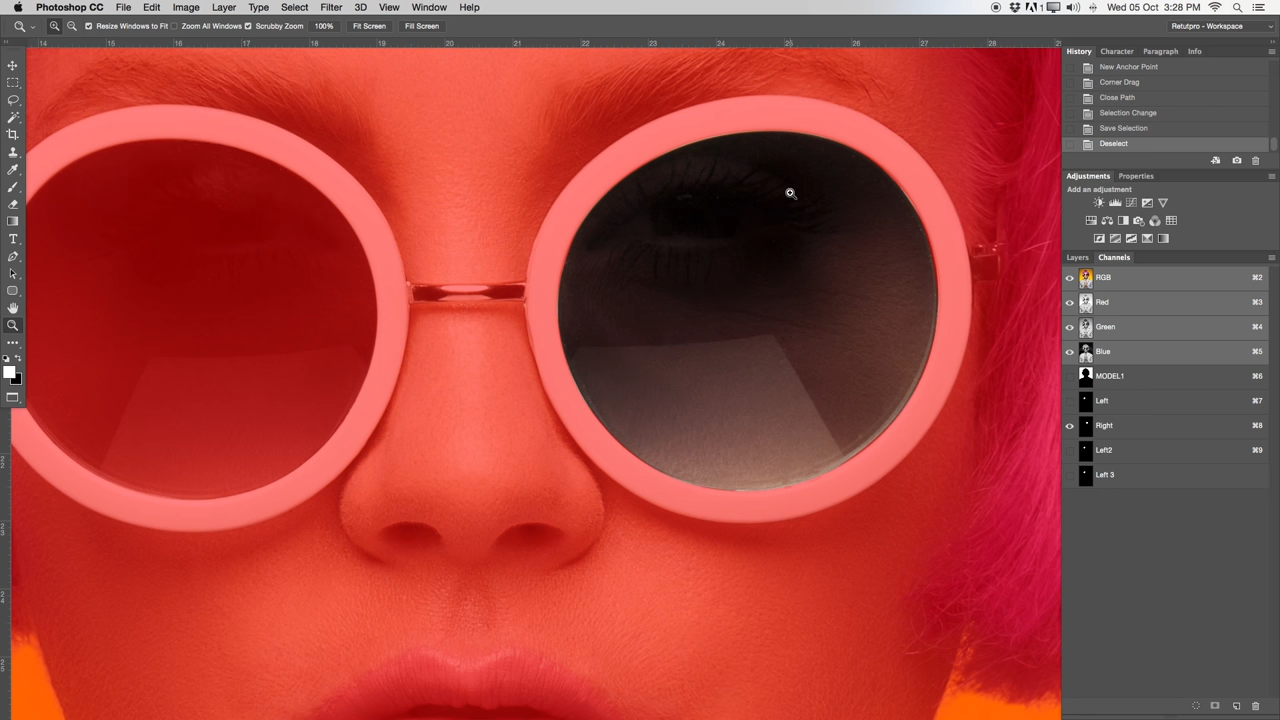 Photoshop CC File Edit Image Layer Type Select Filter 3D View Window Help 1 Wed 05 Oct 3:28 PM
Resize Windows to Fit Zoom All Windows Scrubby Zoom 100% Fit Screen Fill Screen Retutpro - Workspace
14 15 16 17 18 19 20 21 22 23 24 25 26 27 28
History Character Paragraph Info
New Anchor Point
Corner Drag
Close Path
Selection Change
Save Selection
Deselect
Adjustments Properties
Add an adjustment
Layers Channels
RGB ⌘2
Red ⌘3
Green ⌘4
Blue ⌘5
MODEL1 ⌘6
Left ⌘7
Right ⌘8
Left2 ⌘9
Left 3